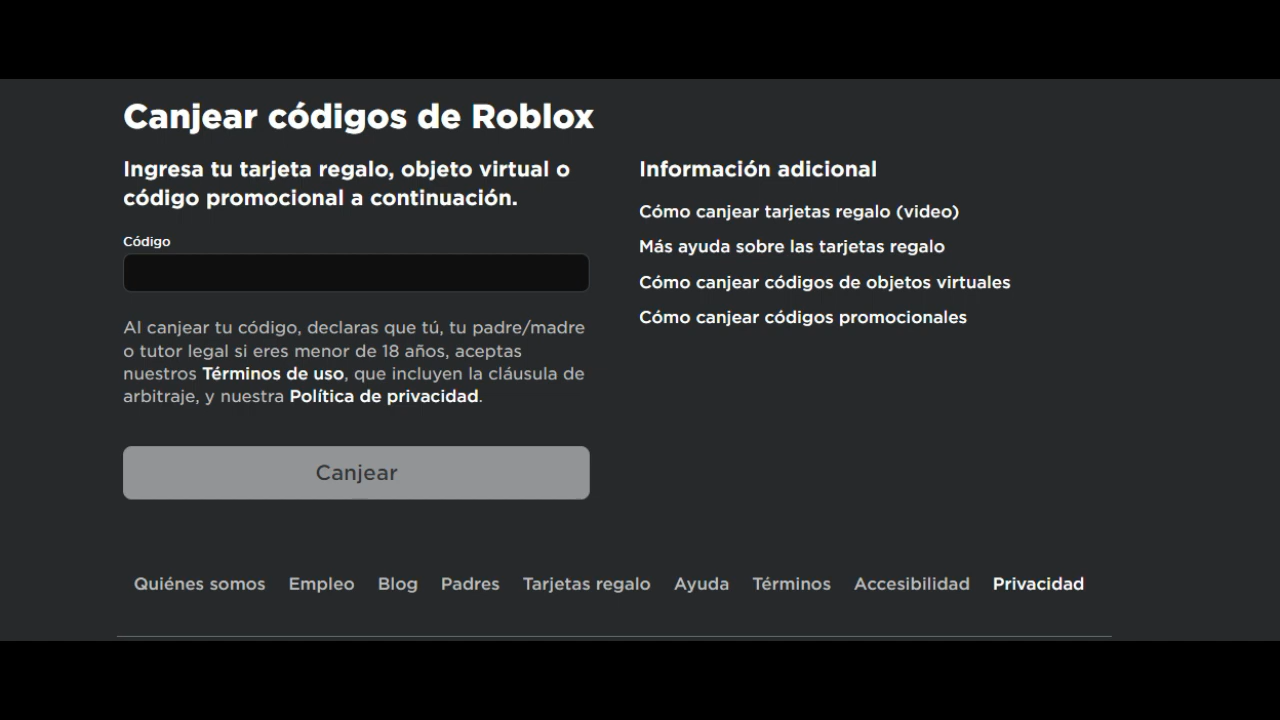 Canjear códigos de Roblox
Ingresa tu tarjeta regalo, objeto virtual o
código promocional a continuación.
Código
Al canjear tu código, declaras que tú, tu padre/madre
o tutor legal si eres menor de 18 años, aceptas
nuestros Términos de uso, que incluyen la cláusula de
arbitraje, y nuestra Política de privacidad.
Canjear
Información adicional
Cómo canjear tarjetas regalo (video)
Más ayuda sobre las tarjetas regalo
Cómo canjear códigos de objetos virtuales
Cómo canjear códigos promocionales
Quiénes somos Empleo Blog Padres Tarjetas regalo Ayuda Términos Accesibilidad Privacidad